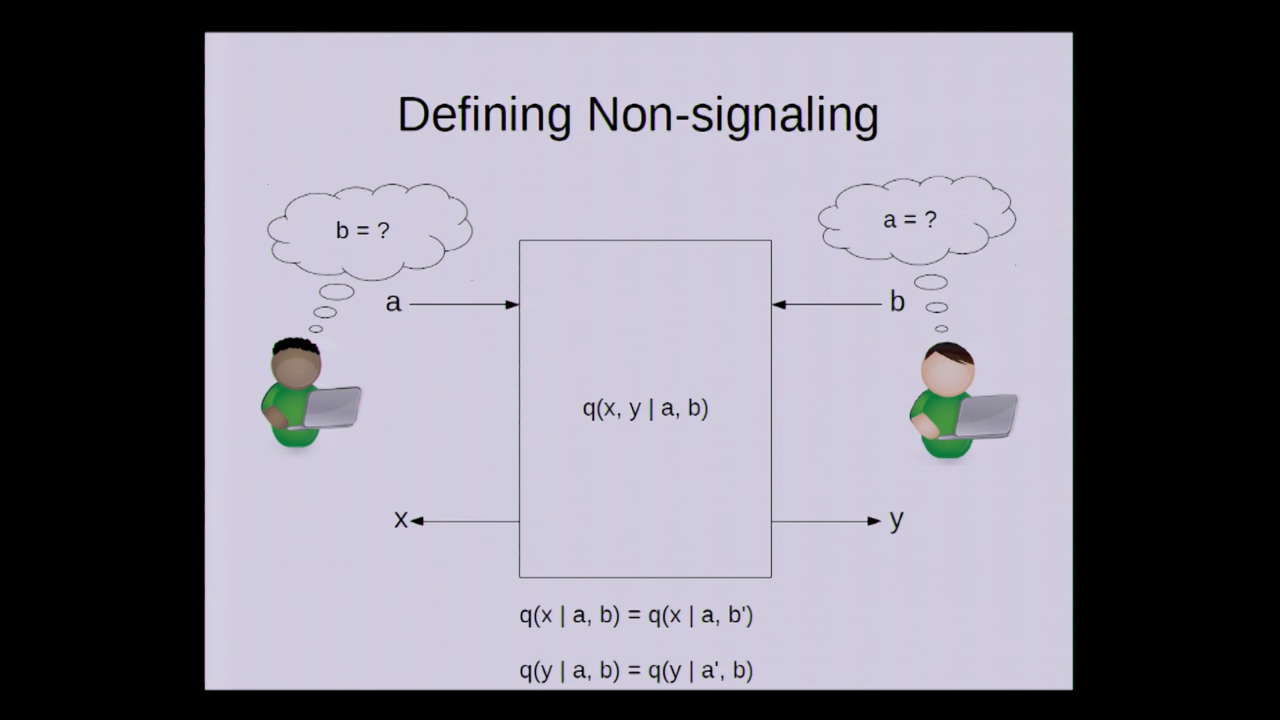 Defining Non-signaling
b = ?
a = ?
a
b
q(x, y | a, b)
x
y
q(x | a, b) = q(x | a, b')
q(y | a, b) = q(y | a', b)